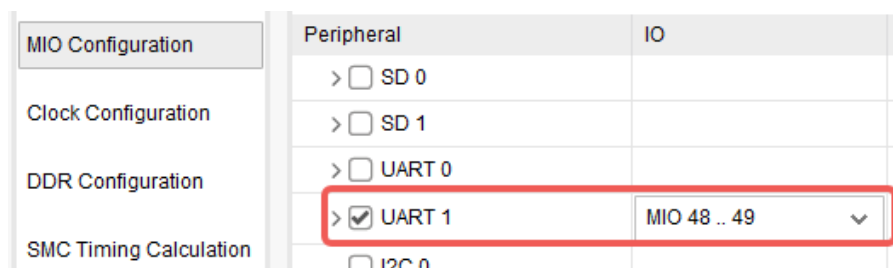 MIO Configuration
Clock Configuration
DDR Configuration
SMC Timing Calculation
Peripheral IO
SD 0
SD 1
UART 0
UART 1 MIO 48 .. 49
I2C 0